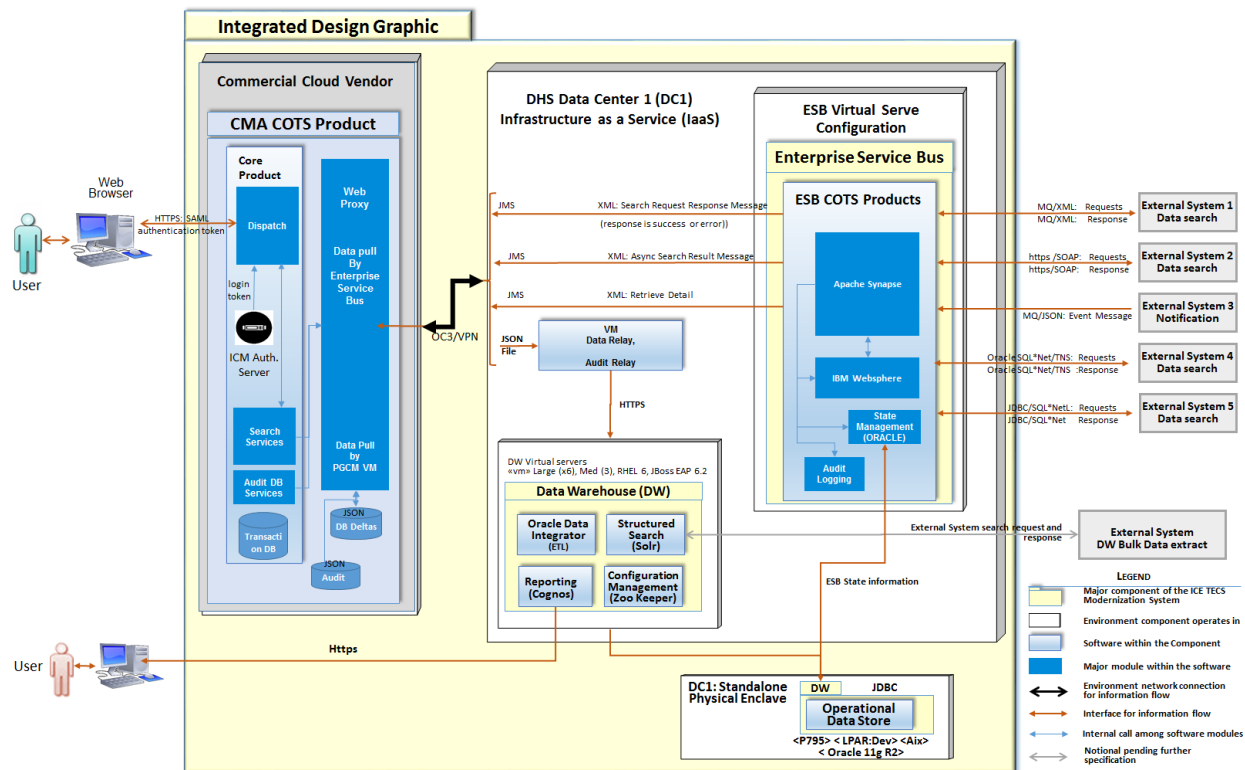 Integrated Design Graphic
Commercial Cloud Vendor
CMA COTS Product
Core
Product
Dispatch
login
token
ICM Auth.
Server
Search
Services
Audit DB
Services
Transacti
on DB
Web
Proxy
Data pull
By
Enterprise
Service
Bus
Data Pull
by
PGCM VM
JSON
DB Deltas
JSON
Audit
Web
Browser
HTTPS: SAML
authentication token
User
OC3/VPN
DHS Data Center 1 (DC1)
Infrastructure as a Service (IaaS)
JMS
XML: Search Request Response Message
(response is success or error))
JMS
XML: Async Search Result Message
JMS
XML: Retrieve Detail
JSON
File
VM
Data Relay,
Audit Relay
HTTPS
DW Virtual servers
«vm» Large (x6), Med (3), RHEL 6, JBoss EAP 6.2
Data Warehouse (DW)
Oracle Data
Integrator
(ETL)
Structured
Search
(Solr)
Reporting
(Cognos)
Configuration
Management
(Zoo Keeper)
ESB Virtual Serve
Configuration
Enterprise Service Bus
ESB COTS Products
Apache Synapse
IBM Websphere
State
Management
(ORACLE)
Audit
Logging
MQ/XML: Requests
MQ/XML: Response
External System 1
Data search
https/SOAP: Requests
https/SOAP: Response
External System 2
Data search
MQ/JSON: Event Message
External System 3
Notification
OracleSQL*Net/TNS: Requests
OracleSQL*Net/TNS :Response
External System 4
Data search
JDBC/SQL*NetL: Requests
JDBC/SQL*Net Response
External System 5
Data search
External System search request and
response
External System
DW Bulk Data extract
ESB State information
User
Https
DC1: Standalone
Physical Enclave
DW
JDBC
Operational
Data Store
<P795> < LPAR:Dev> <Aix>
< Oracle 11g R2>
LEGEND
Major component of the ICE TECS
Modernization System
Environment component operates in
Software within the Component
Major module within the software
Environment network connection
for information flow
Interface for information flow
Internal call among software modules
Notional pending further
specification